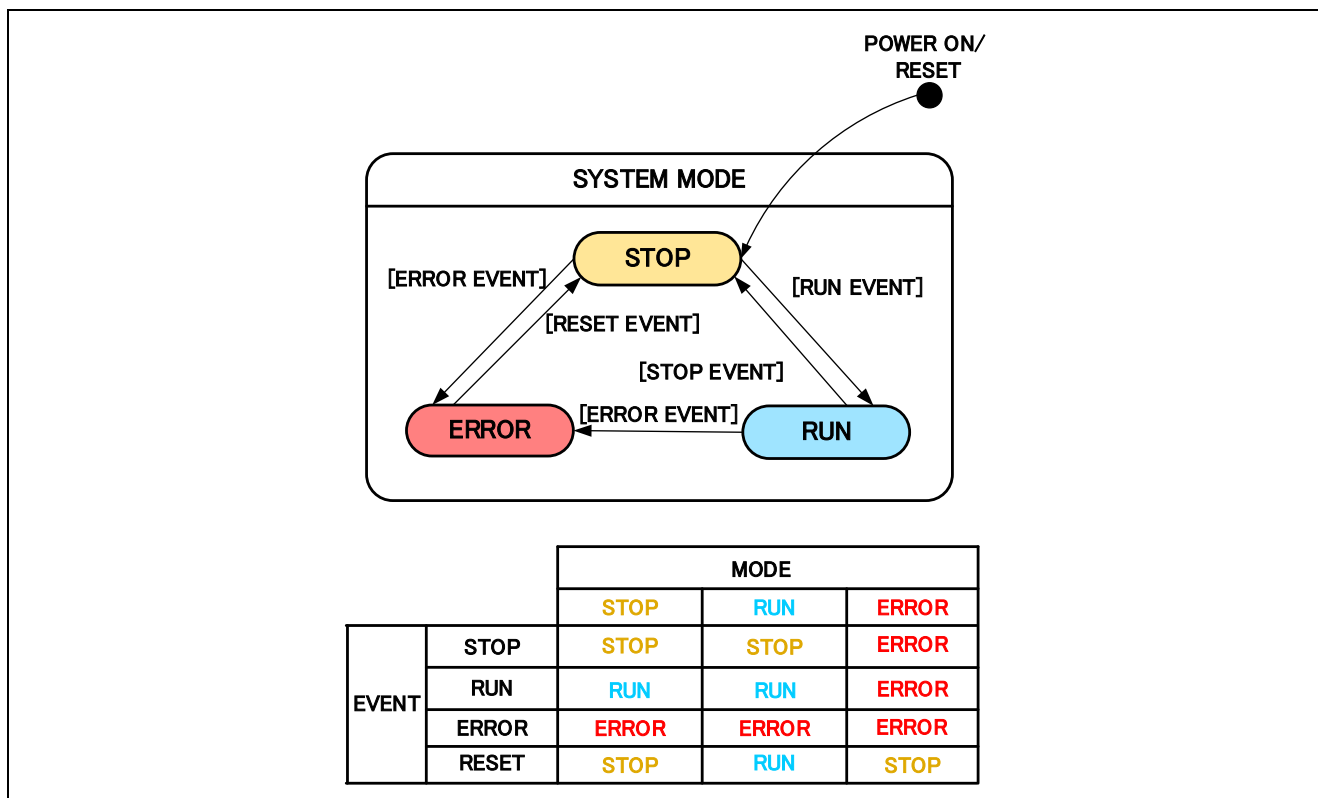 POWER ON/
RESET
SYSTEM MODE
STOP
[ERROR EVENT]
[RUN EVENT]
[RESET EVENT]
[STOP EVENT]
[ERROR EVENT]
ERROR
RUN
MODE
STOP RUN ERROR
EVENT
STOP STOP STOP ERROR
RUN RUN RUN ERROR
ERROR ERROR ERROR ERROR
RESET STOP RUN STOP